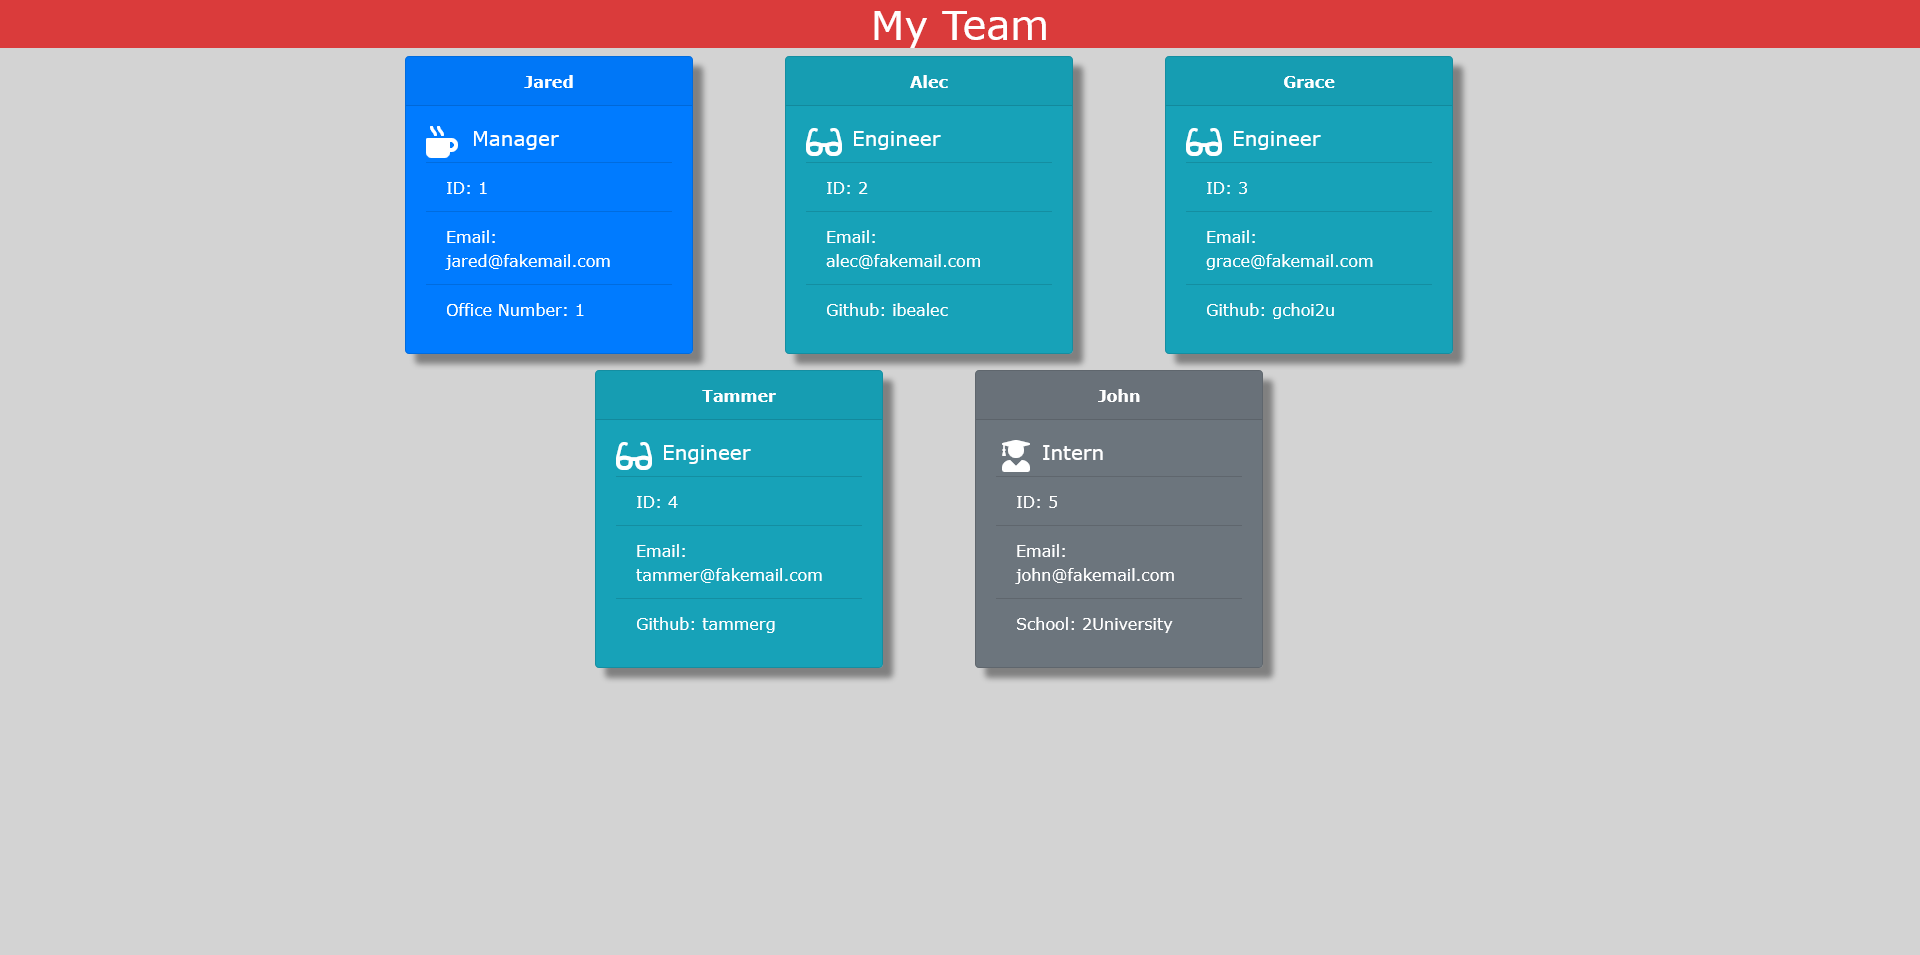 My Team
Jared
Manager
ID: 1
Email:
jared@fakemail.com
Office Number: 1
Alec
Engineer
ID: 2
Email:
alec@fakemail.com
Github: ibealec
Grace
Engineer
ID: 3
Email:
grace@fakemail.com
Github: gchoi2u
Tammer
Engineer
ID: 4
Email:
tammer@fakemail.com
Github: tammerg
John
Intern
ID: 5
Email:
john@fakemail.com
School: 2University